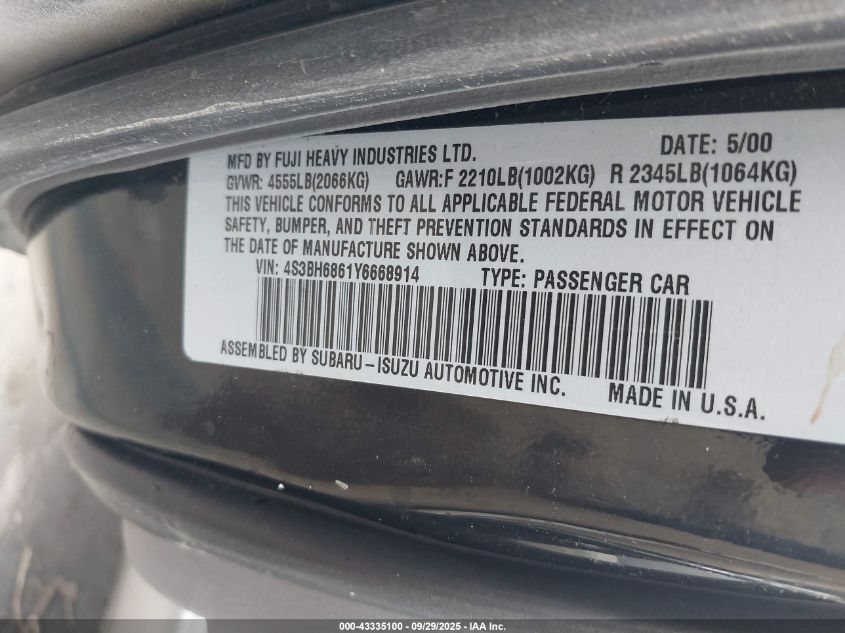 MFD BY FUJI HEAVY INDUSTRIES LTD. DATE: 5/00
GVWR: 4555LB(2066KG) GAWR:F 2210LB(1002KG) R 2345LB(1064KG)
THIS VEHICLE CONFORMS TO ALL APPLICABLE FEDERAL MOTOR VEHICLE
SAFETY, BUMPER, AND THEFT PREVENTION STANDARDS IN EFFECT ON
THE DATE OF MANUFACTURE SHOWN ABOVE.
VIN: 4S3BH6861Y6668914 TYPE: PASSENGER CAR
ASSEMBLED BY SUBARU-ISUZU AUTOMOTIVE INC. MADE IN U.S.A.
000-43335100 - 09/29/2025 - IAA Inc.